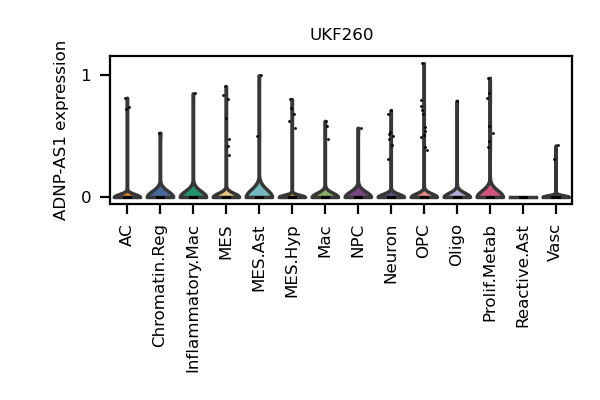 UKF260
ADNP-AS1 expression
1
0
AC
Chromatin.Reg
Inflammatory.Mac
MES
MES.Ast
MES.Hyp
Mac
NPC
Neuron
OPC
Oligo
Prolif.Metab
Reactive.Ast
Vasc